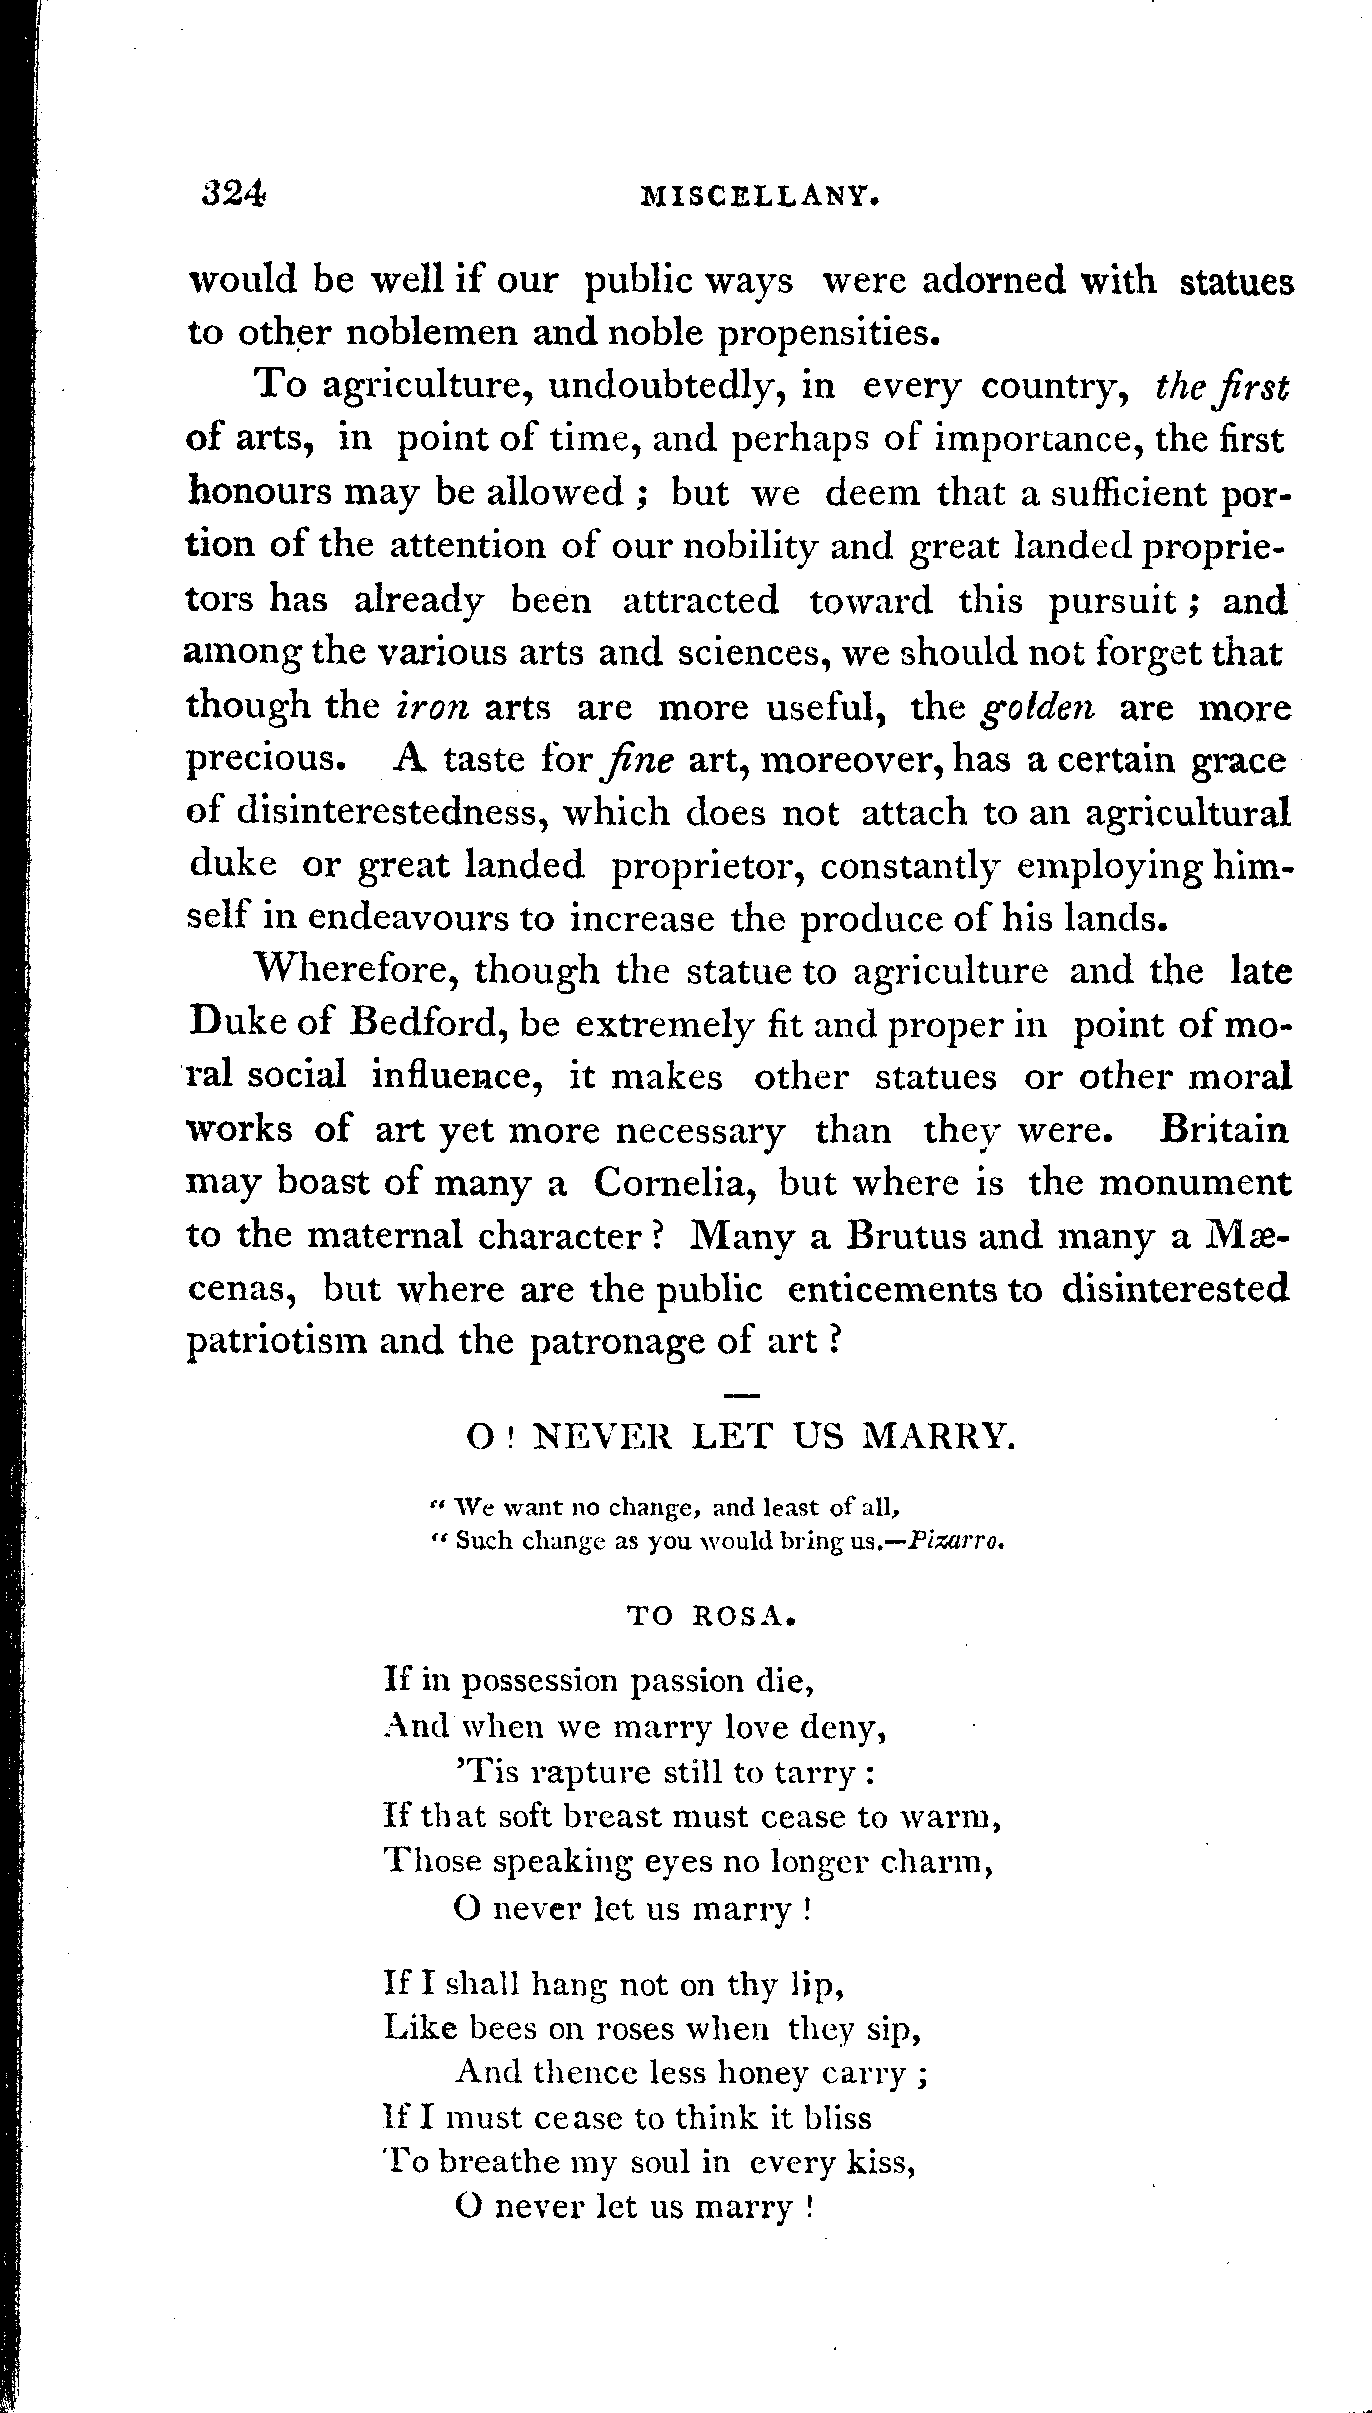 324 MISCELLANY.
would be well if our public ways were adorned with statues
to other noblemen and noble propensities.
To agriculture, undoubtedly, in every country, the first
of arts, in point of time, and perhaps of importance, the first
honours may be allowed ; but we deem that a sufficient por-
tion of the attention of our nobility and great landed proprie-
tors has already been attracted toward this pursuit ; and
among the various arts and sciences, we should not forget that
though the iron arts are more useful, the golden are more
precious. A taste for fine art, moreover, has a certain grace
of disinterestedness, which does not attach to an agricultural
duke or great landed proprietor, constantly employing him-
self in endeavours to increase the produce of his lands.
Wherefore, though the statue to agriculture and the late
Duke of Bedford, be extremely fit and proper in point of mo-
ral social influence, it makes other statues or other moral
works of art yet more necessary than they were. Britain
may boast of many a Cornelia, but where is the monument
to the maternal character ? Many a Brutus and many a Mæ-
cenas, but where are the public enticements to disinterested
patriotism and the patronage of art ?
—
O ! NEVER LET US MARRY.
“ We want no change, and least of all,
“ Such change as you would bring us.—Pizarro.
TO ROSA.
If in possession passion die,
And when we marry love deny,
’Tis rapture still to tarry :
If that soft breast must cease to warm,
Those speaking eyes no longer charm,
O never let us marry !
If I shall hang not on thy lip,
Like bees on roses when they sip,
And thence less honey carry ;
If I must cease to think it bliss
To breathe my soul in every kiss,
O never let us marry !